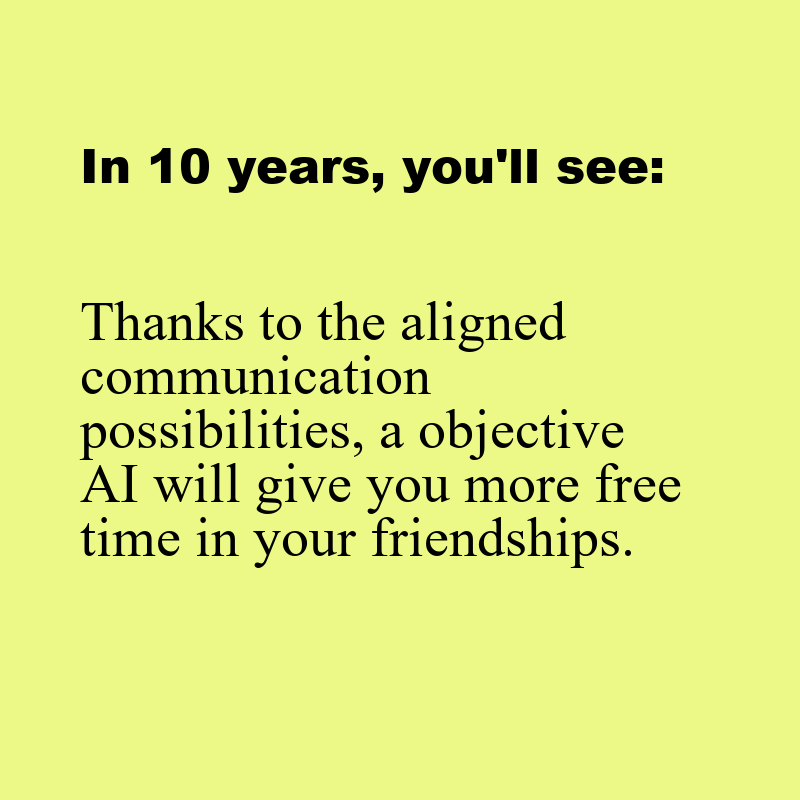 In 10 years, you'll see:
Thanks to the aligned
communication
possibilities, a objective
AI will give you more free
time in your friendships.